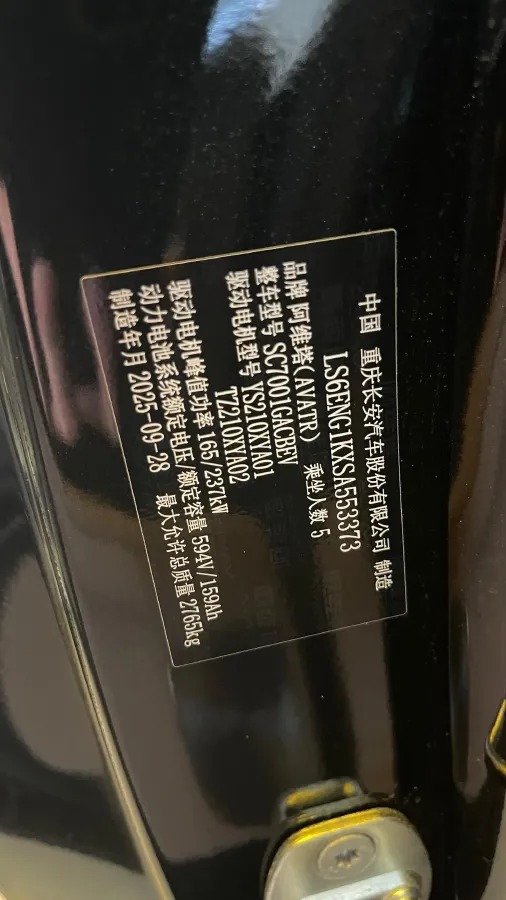 中国 重庆长安汽车股份有限公司 制造
LS6ENG1KXSA553373
品牌 阿维塔(AVATR) 乘坐人数 5
整车型号 SC7001GACBEV
驱动电机型号 YS210XYA01
TZ210XYA02
驱动电机峰值功率 165/237kW
动力电池系统额定电压/额定容量 594V/159Ah
制造年月 2025-09-28 最大允许总质量 2765kg